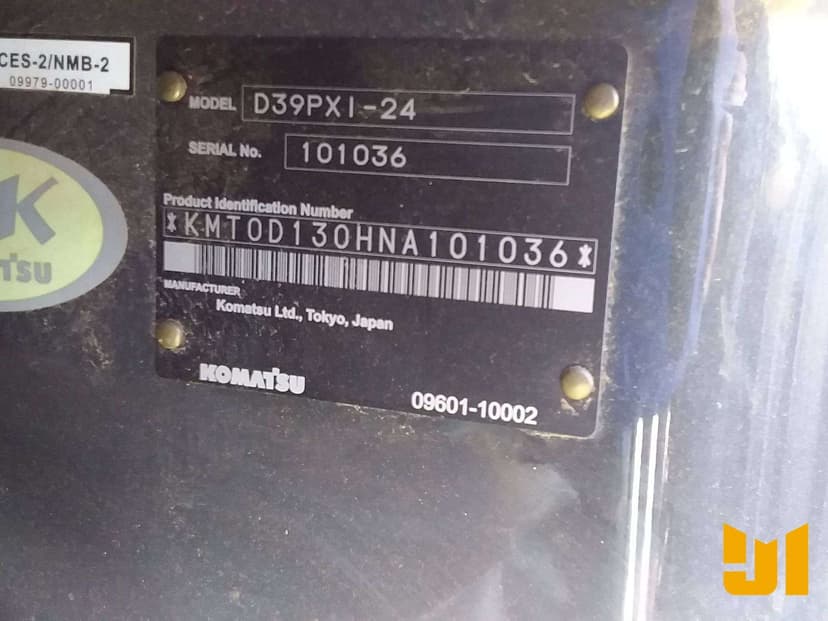 CES-2/NMB-2
09979-00001
MODEL D39PXI-24
SERIAL No. 101036
Product Identification Number
*KMT0D130HNA101036*
MANUFACTURER
Komatsu Ltd., Tokyo, Japan
KOMATSU
09601-10002